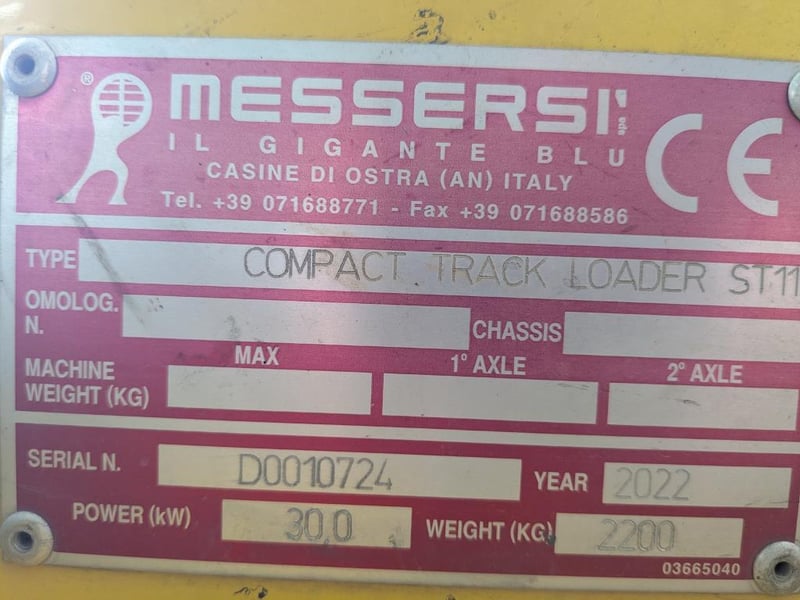 ® MESSERSI' spa
IL GIGANTE BLU
CASINE DI OSTRA (AN) ITALY
Tel. +39 071688771 - Fax +39 071688586
CE
TYPE COMPACT TRACK LOADER ST11
OMOLOG. N. CHASSIS
MAX 1° AXLE 2° AXLE
MACHINE WEIGHT (KG)
SERIAL N. D0010724 YEAR 2022
POWER (kW) 30,0 WEIGHT (KG) 2200
03665040